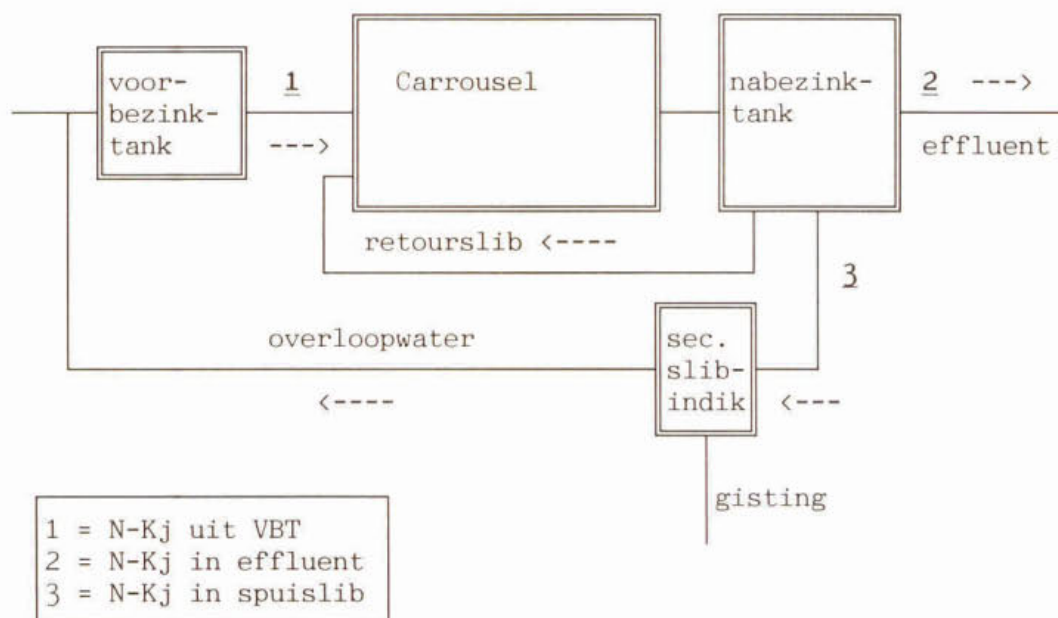 voor-
bezink-
tank
1
--->
Carrousel
nabezink-
tank
2 --->
effluent
retourslib <----
3
overloopwater
<----
sec.
slib-
indik
<---
gisting
1 = N-Kj uit VBT
2 = N-Kj in effluent
3 = N-Kj in spuislib